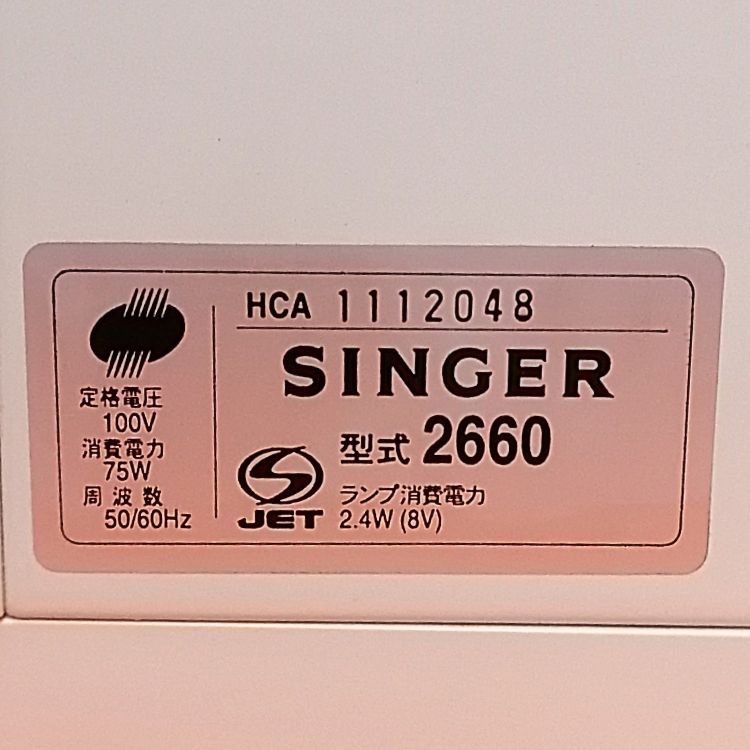 HCA 1112048
SINGER
型式 2660
JET
ランプ消費電力
2.4W (8V)
定格電圧
100V
消費電力
75W
周波数
50/60Hz